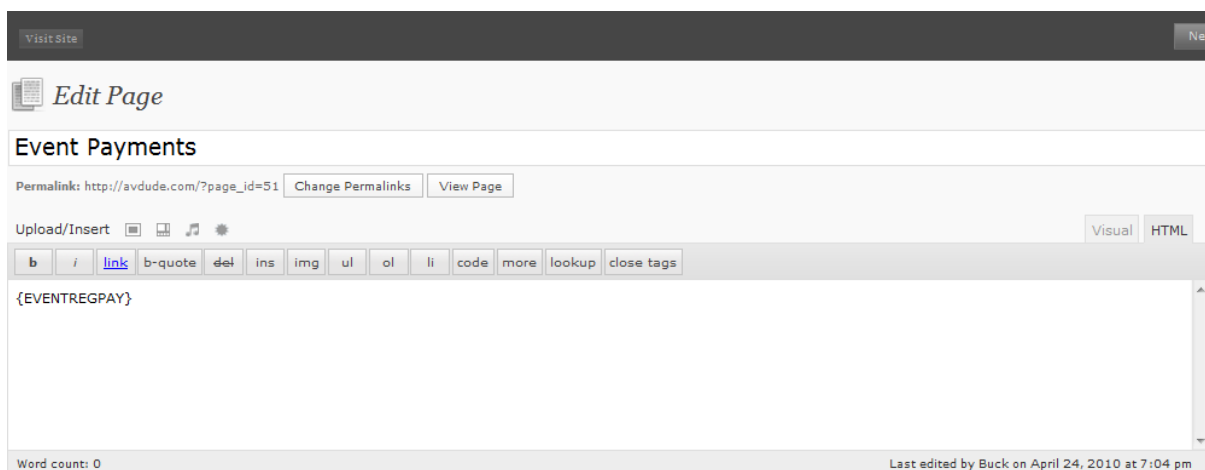 Visit Site Ne
Edit Page
Event Payments
Permalink: http://avdude.com/?page_id=51 Change Permalinks View Page
Upload/Insert Visual HTML
b i link b-quote del ins img ul ol li code more lookup close tags
{EVENTREGPAY}
Word count: 0 Last edited by Buck on April 24, 2010 at 7:04 pm